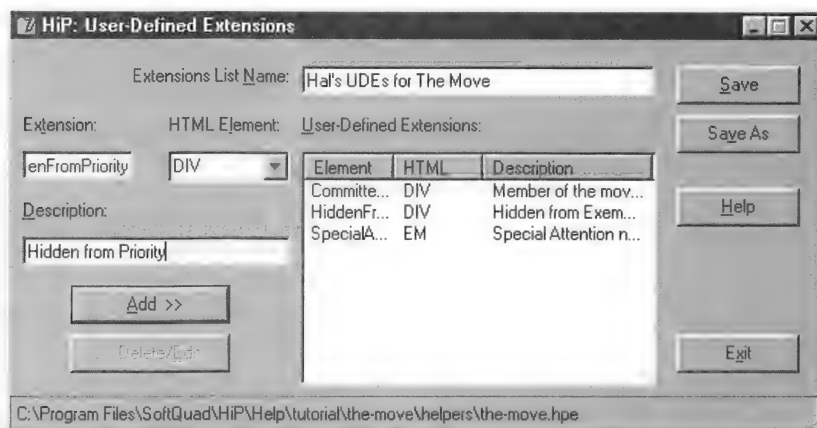 HiP: User-Defined Extensions
Extensions List Name: Hal's UDEs for The Move
Save
Extension: HTML Element: User-Defined Extensions:
Save As
enFromPriority DIV
Element HTML Description
Committe... DIV Member of the mov...
HiddenFr... DIV Hidden from Exem...
SpecialA... EM Special Attention n...
Description:
Help
Hidden from Priority
Add >>
Delete/Edit
Exit
C:\Program Files\SoftQuad\HiP\Help\tutorial\the-move\helpers\the-move.hpe